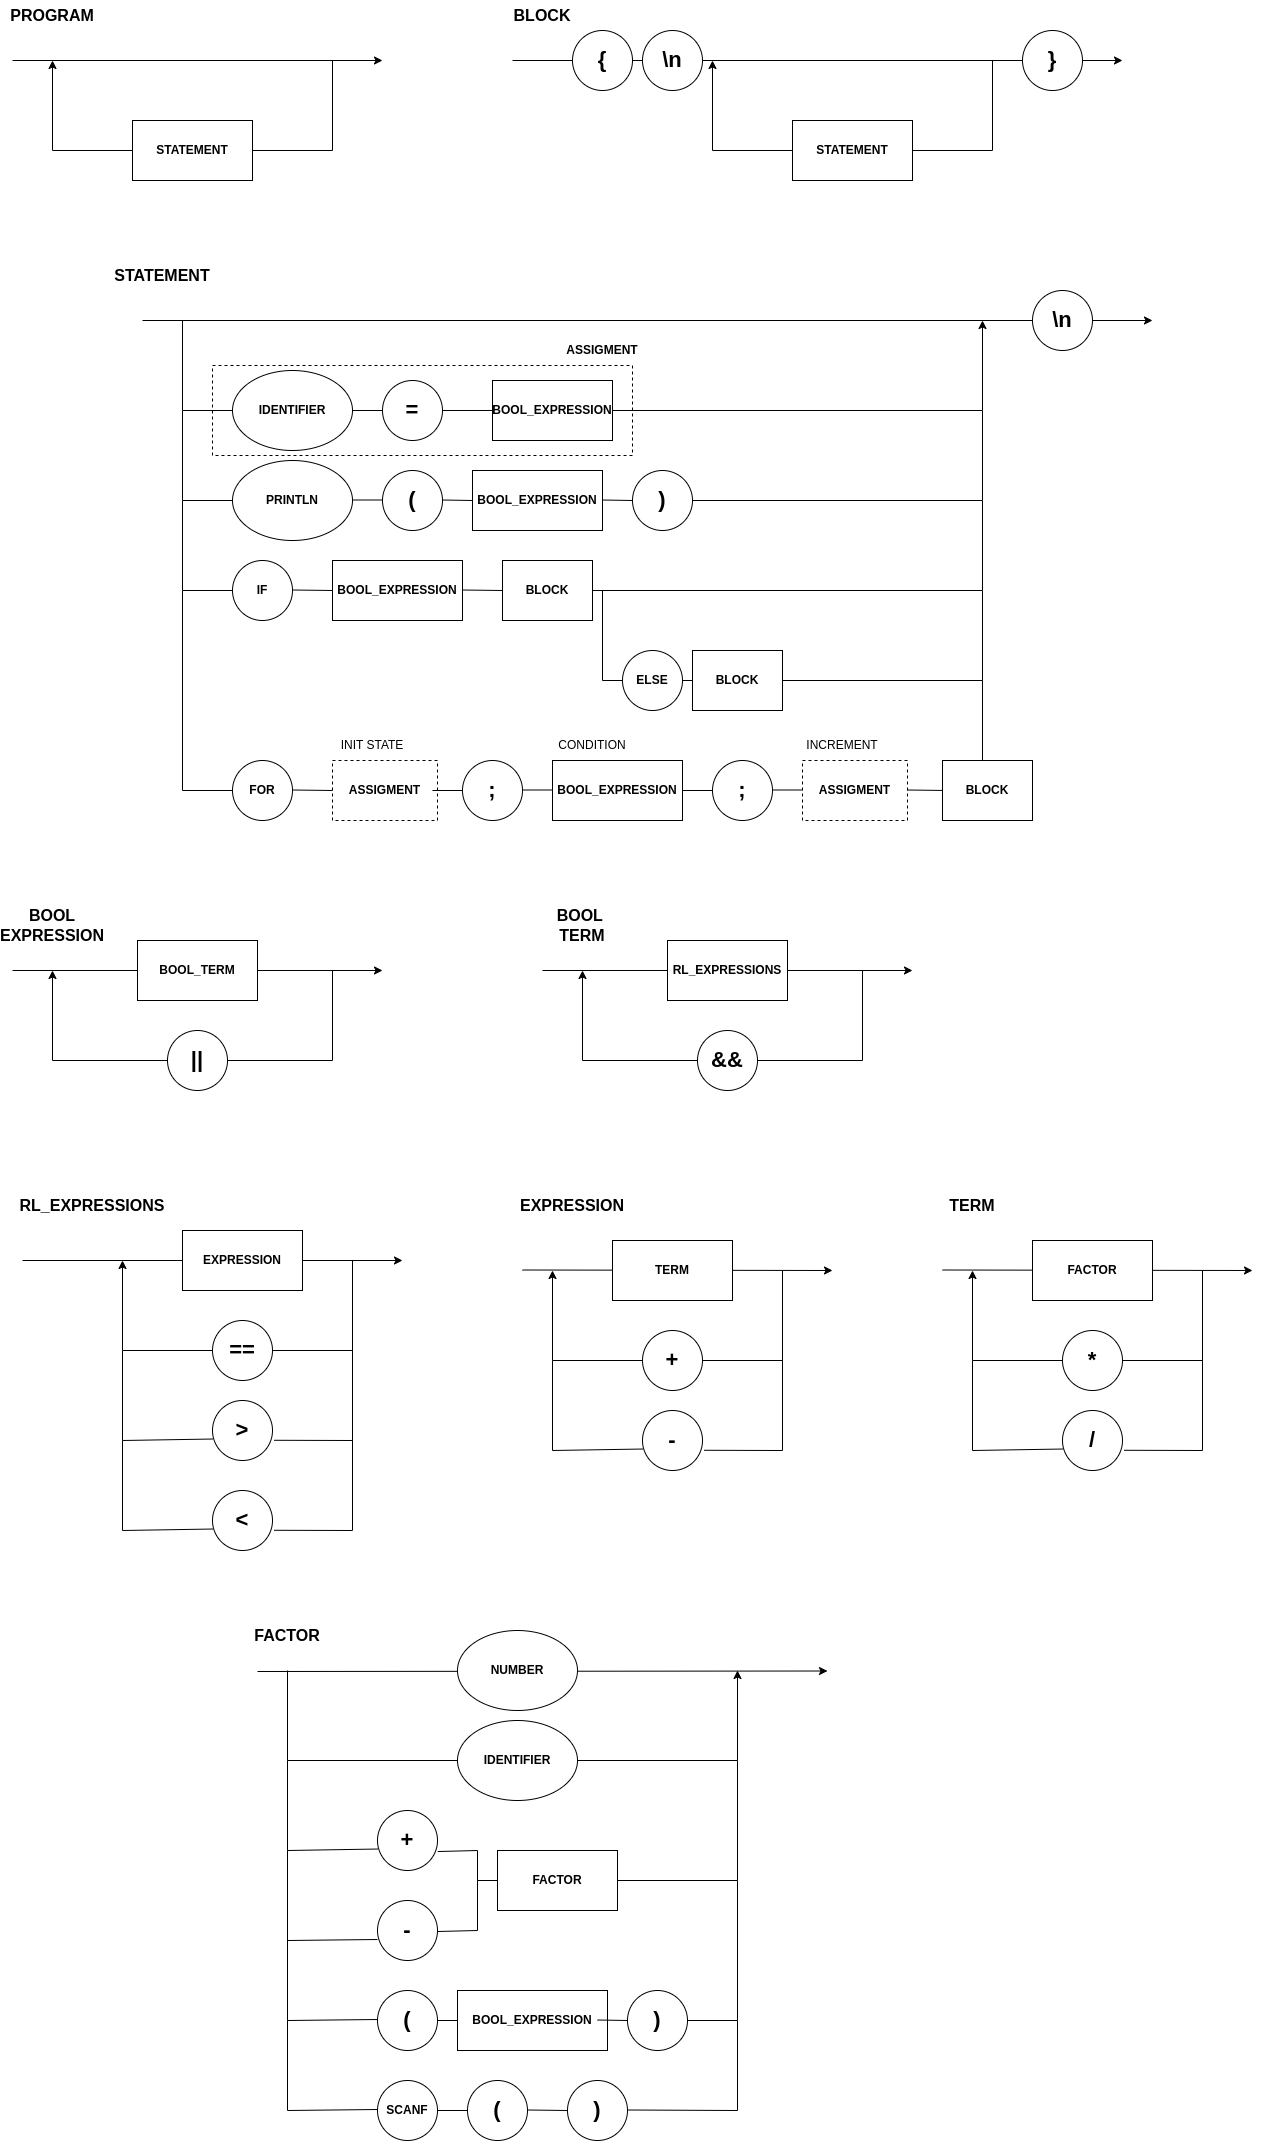 PROGRAM
BLOCK
{
\n
}
STATEMENT
STATEMENT
STATEMENT
\n
ASSIGMENT
IDENTIFIER
=
BOOL_EXPRESSION
PRINTLN
(
BOOL_EXPRESSION
)
IF
BOOL_EXPRESSION
BLOCK
ELSE
BLOCK
INIT STATE
CONDITION
INCREMENT
FOR
ASSIGMENT
;
BOOL_EXPRESSION
;
ASSIGMENT
BLOCK
BOOL
EXPRESSION
BOOL_TERM
||
BOOL
TERM
RL_EXPRESSIONS
&&
RL_EXPRESSIONS
EXPRESSION
==
>
<
EXPRESSION
TERM
+
-
TERM
FACTOR
*
/
FACTOR
NUMBER
IDENTIFIER
+
FACTOR
-
(
BOOL_EXPRESSION
)
SCANF
(
)